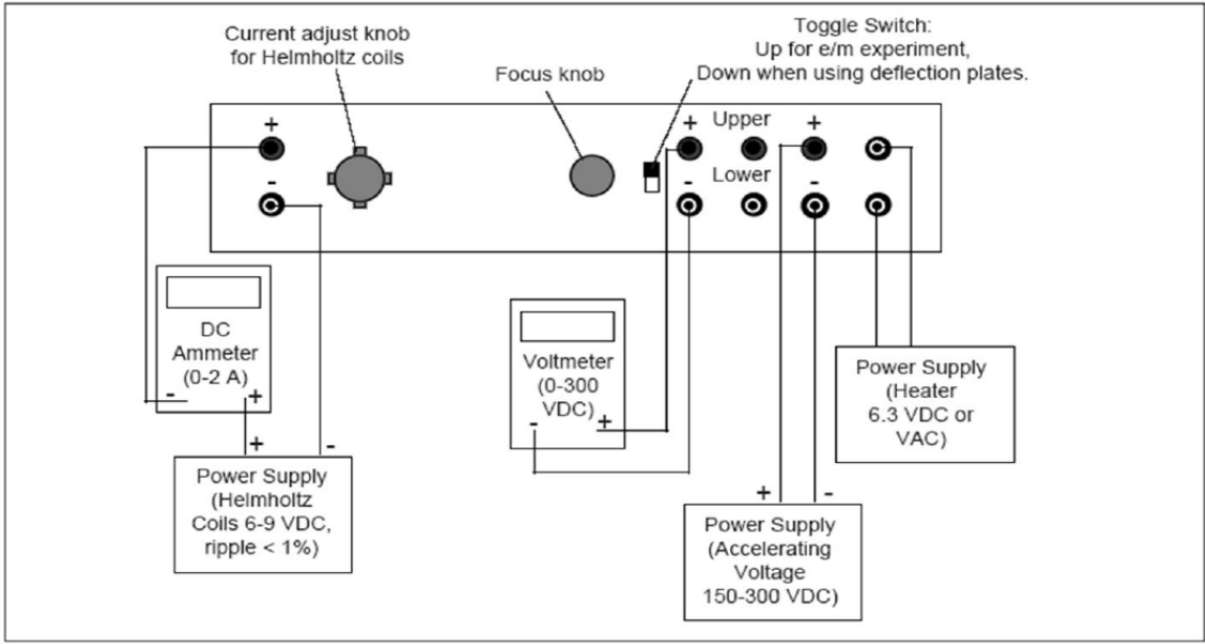 Current adjust knob
for Helmholtz coils
Focus knob
Toggle Switch:
Up for e/m experiment,
Down when using deflection plates.
+
+ Upper +
- Lower -
-
DC
Ammeter
(0-2 A)
- +
+ -
Power Supply
(Helmholtz
Coils 6-9 VDC,
ripple < 1%)
Voltmeter
(0-300
VDC)
- +
+ -
Power Supply
(Accelerating
Voltage
150-300 VDC)
Power Supply
(Heater
6.3 VDC or
VAC)